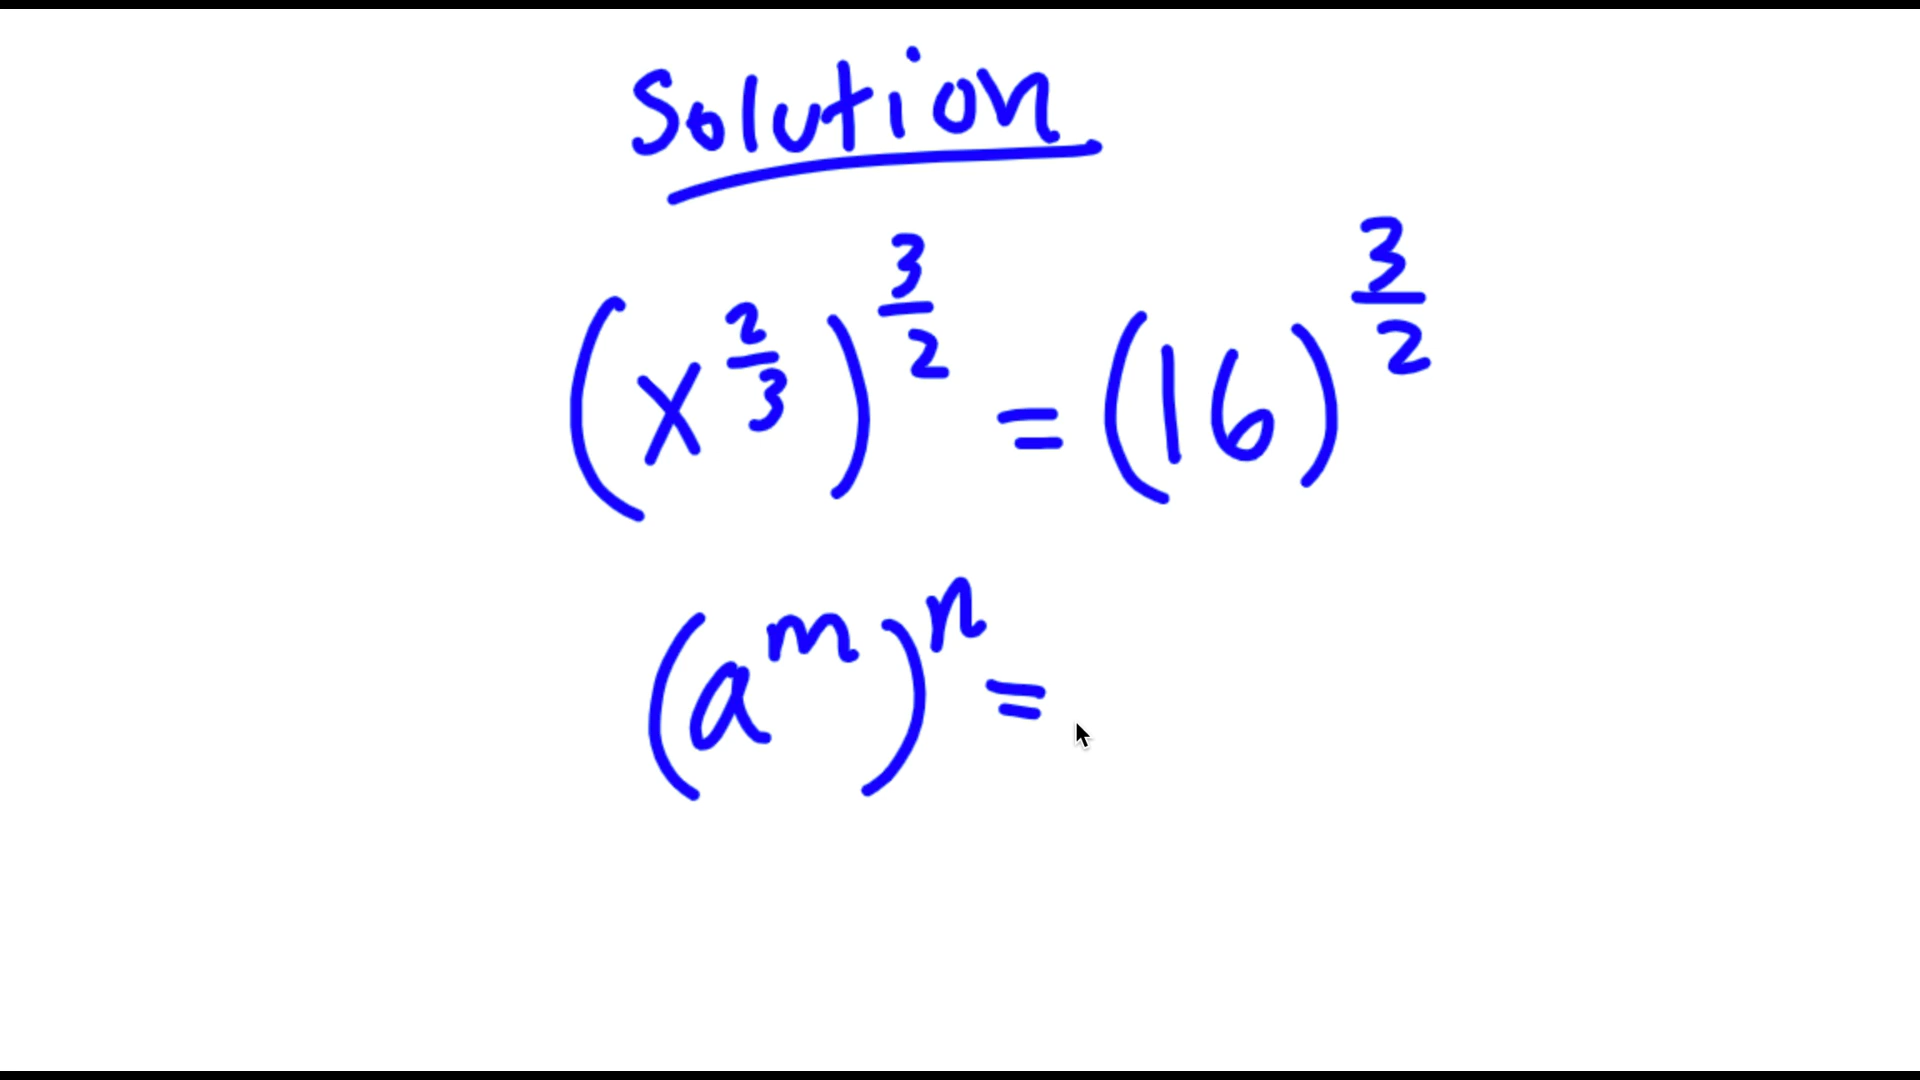 Solution
(x^{2/3})^{3/2} = (16)^{3/2}
(a^m)^n =